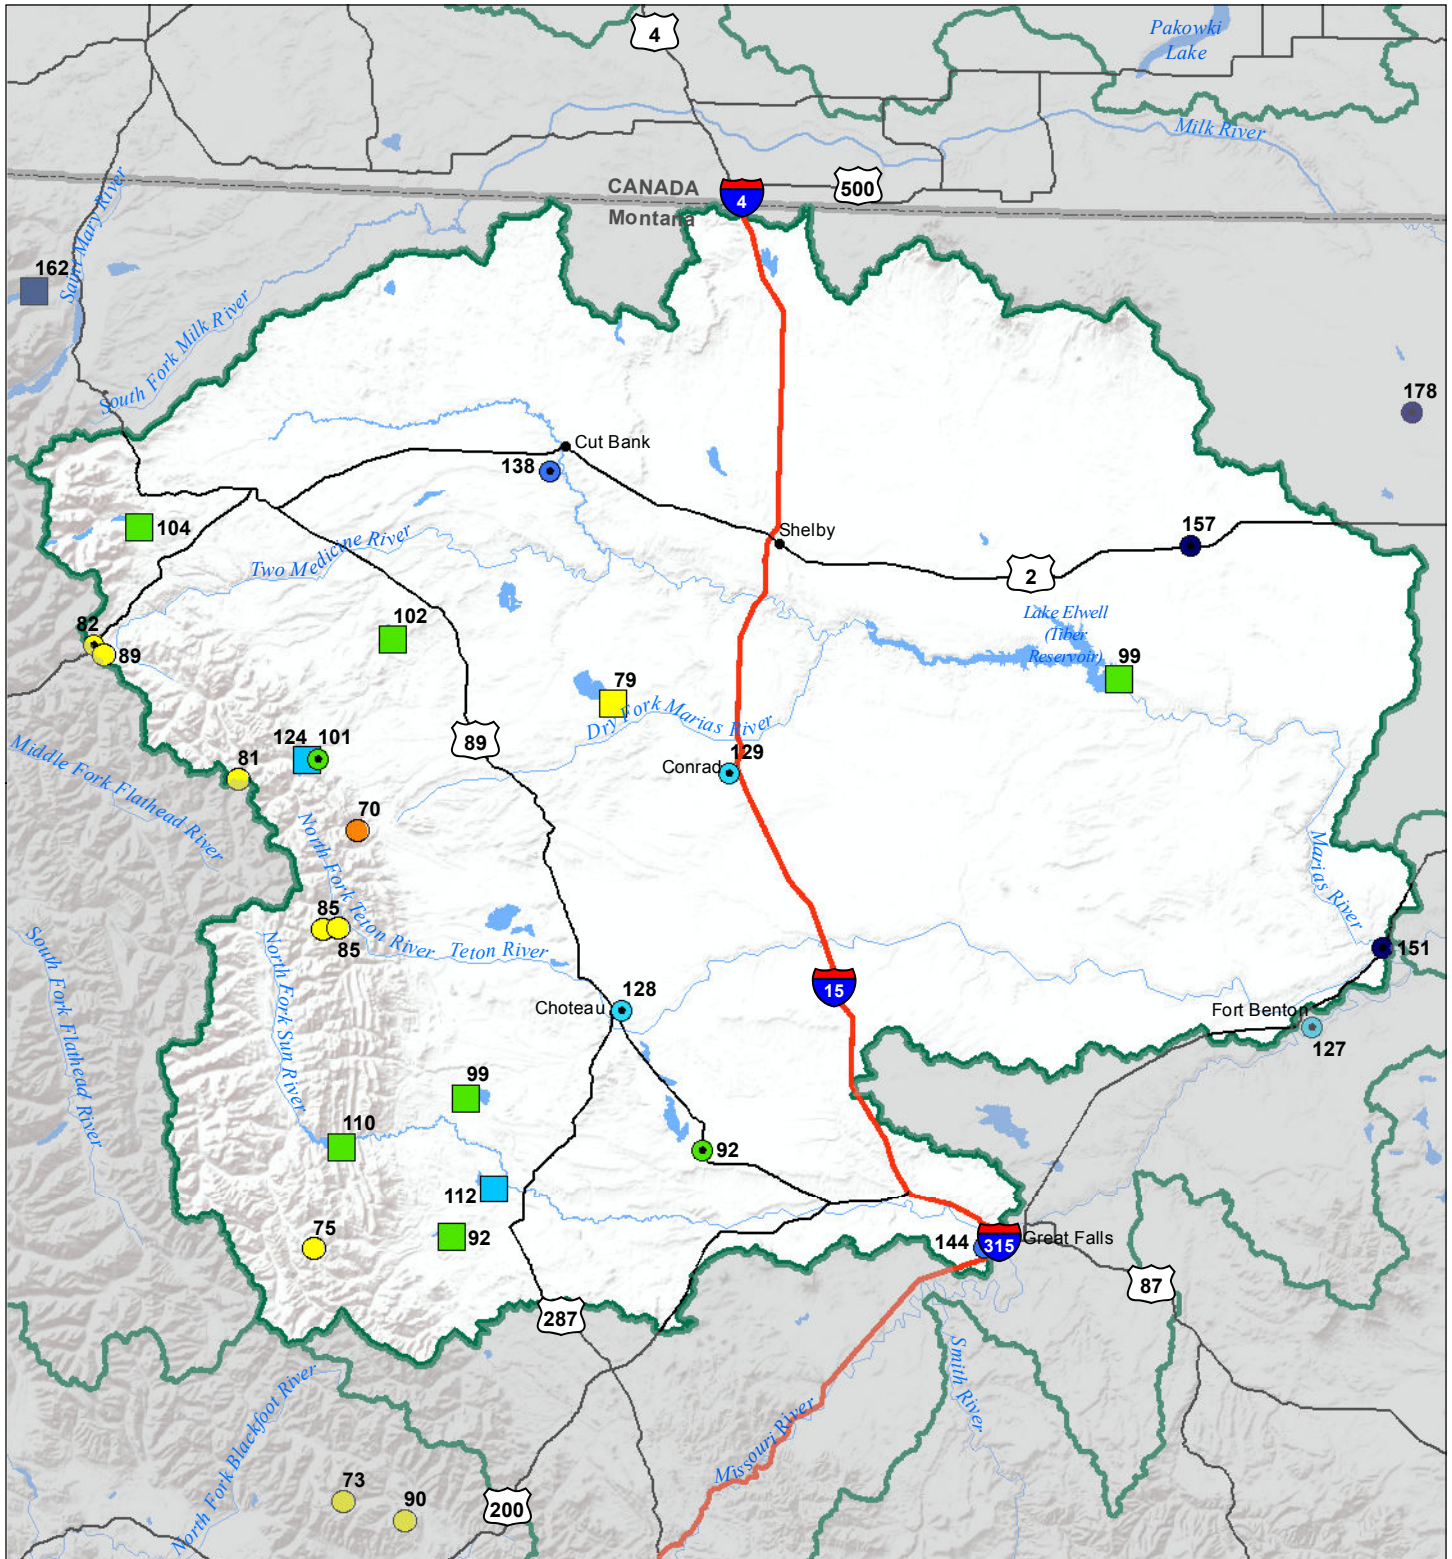 4
Pakowki
Lake
Milk River
CANADA
500
4
Montana
Saint Mary River
162
South Fork Milk River
178
Cut Bank
138
104
157
Shelby
Two Medicine River
2
Lake Elwell
(Tiber
Reservoir)
102
82
89
99
79
Dry Fork Marias River
89
124
101
129
Conrad
81
Middle Fork Flathead River
70
North Fork Teton River
Marias River
85
85
Teton River
151
South Fork Flathead River
North Fork Sun River
15
128
Choteau
Fort Benton
127
99
110
92
112
92
75
144
315
Great Falls
87
287
Smith River
North Fork Blackfoot River
Missouri River
73
90
200